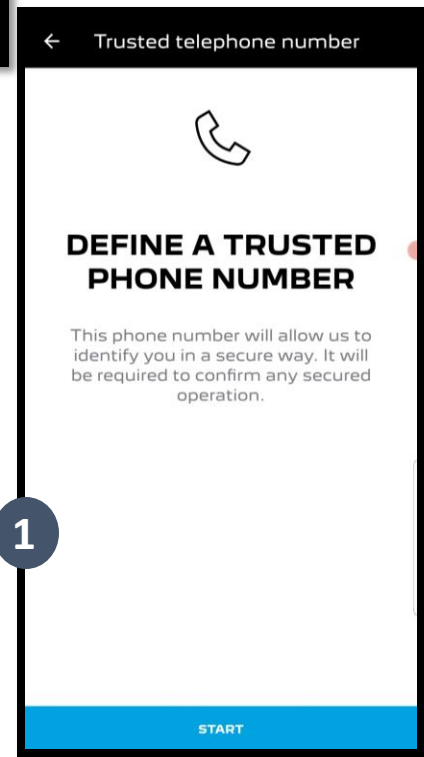 Trusted telephone number
DEFINE A TRUSTED
PHONE NUMBER
This phone number will allow us to
identify you in a secure way. It will
be required to confirm any secured
operation.
1
START